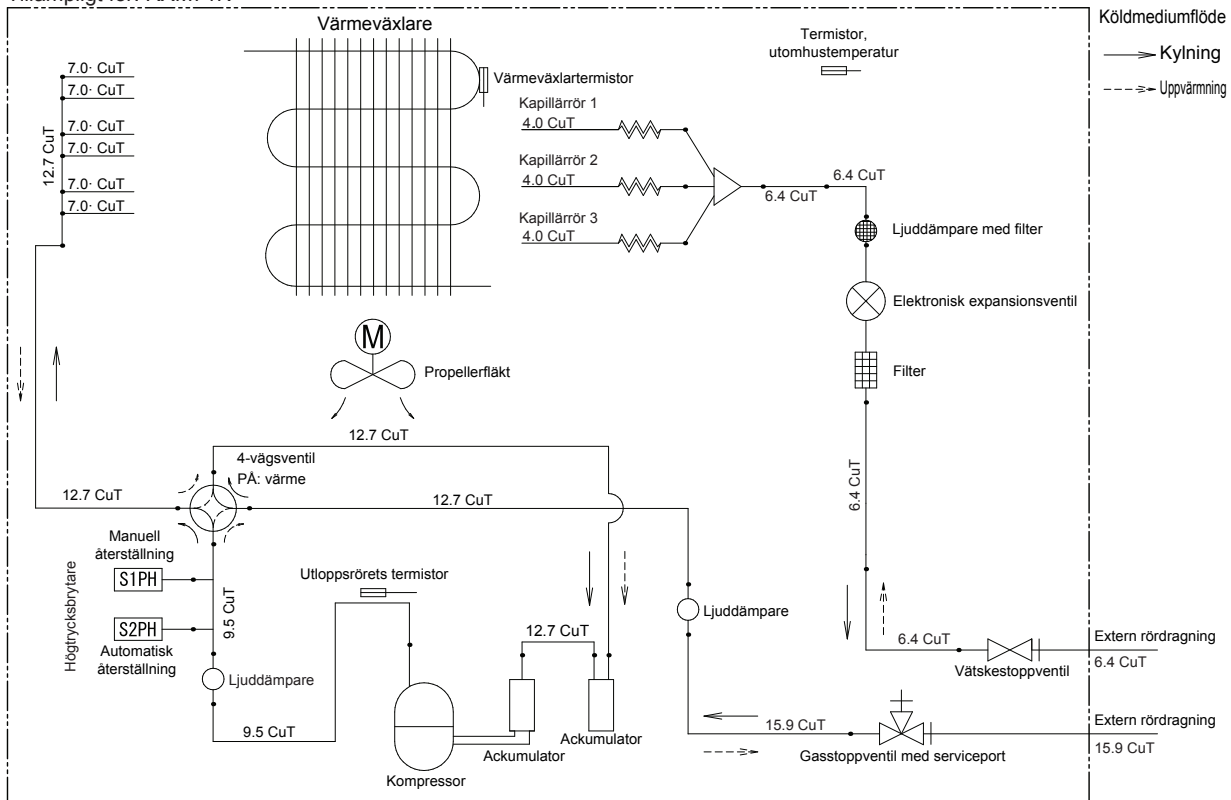 Värmeväxlare
Termistor,
utomhustemperatur
Köldmediumflöde
Kylning
Uppvärmning
7.0· CuT
7.0· CuT
7.0· CuT
7.0· CuT
7.0· CuT
7.0· CuT
12.7 CuT
Värmeväxlartermistor
Kapillärrör 1
4.0 CuT
Kapillärrör 2
4.0 CuT
Kapillärrör 3
4.0 CuT
6.4 CuT
6.4 CuT
Ljuddämpare med filter
Elektronisk expansionsventil
Filter
M
Propellerfläkt
12.7 CuT
4-vägsventil
PÅ: värme
12.7 CuT
12.7 CuT
6.4 CuT
Manuell
återställning
S1PH
Högtrycksbrytare
S2PH
Automatisk
återställning
9.5 CuT
Utloppsrörets termistor
Ljuddämpare
12.7 CuT
Ljuddämpare
9.5 CuT
Kompressor
Ackumulator
Ackumulator
6.4 CuT
Vätskestoppventil
Extern rördragning
6.4 CuT
15.9 CuT
Gasstoppventil med serviceport
Extern rördragning
15.9 CuT